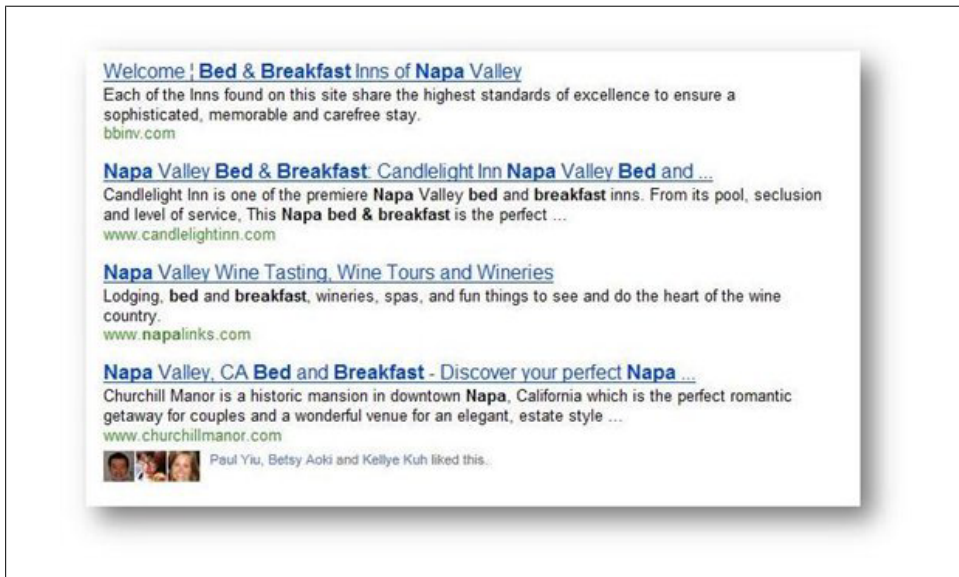 Welcome ¦ Bed & Breakfast Inns of Napa Valley
Each of the Inns found on this site share the highest standards of excellence to ensure a
sophisticated, memorable and carefree stay.
bbinv.com
Napa Valley Bed & Breakfast: Candlelight Inn Napa Valley Bed and ...
Candlelight Inn is one of the premiere Napa Valley bed and breakfast inns. From its pool, seclusion
and level of service, This Napa bed & breakfast is the perfect ...
www.candlelightinn.com
Napa Valley Wine Tasting, Wine Tours and Wineries
Lodging, bed and breakfast, wineries, spas, and fun things to see and do the heart of the wine
country.
www.napalinks.com
Napa Valley, CA Bed and Breakfast - Discover your perfect Napa ...
Churchill Manor is a historic mansion in downtown Napa, California which is the perfect romantic
getaway for couples and a wonderful venue for an elegant, estate style ...
www.churchillmanor.com
Paul Yiu, Betsy Aoki and Kellye Kuh liked this.